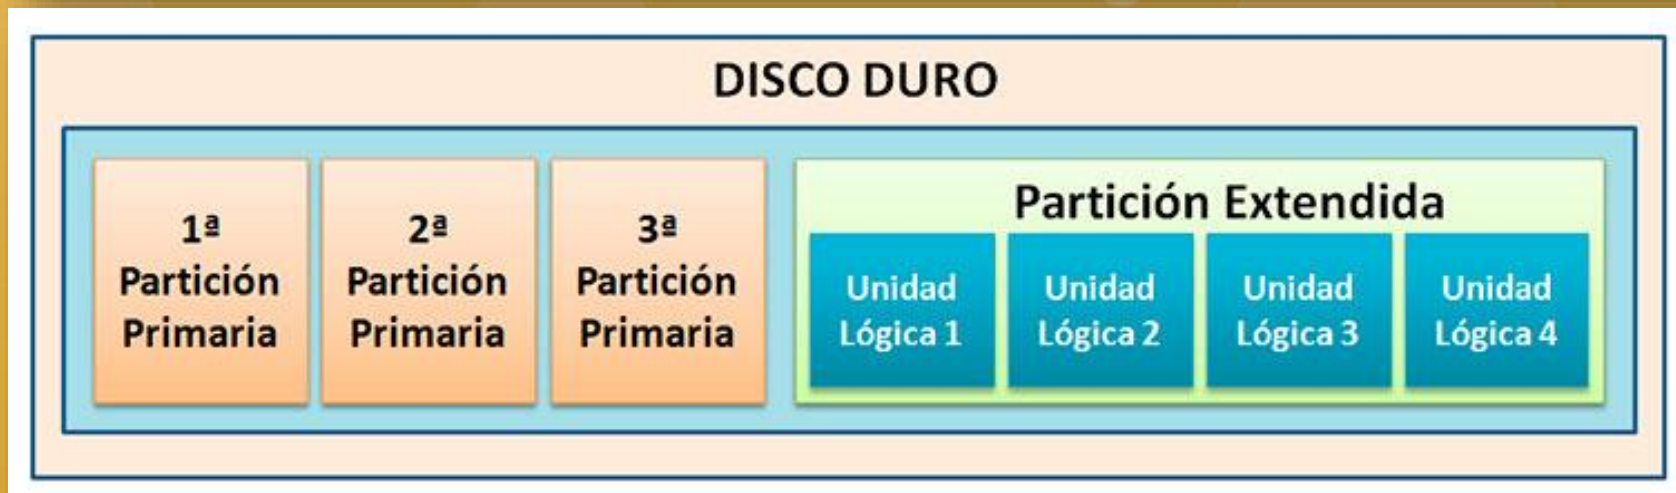 DISCO DURO
1ª
Partición
Primaria
2ª
Partición
Primaria
3ª
Partición
Primaria
Partición Extendida
Unidad
Lógica 1
Unidad
Lógica 2
Unidad
Lógica 3
Unidad
Lógica 4